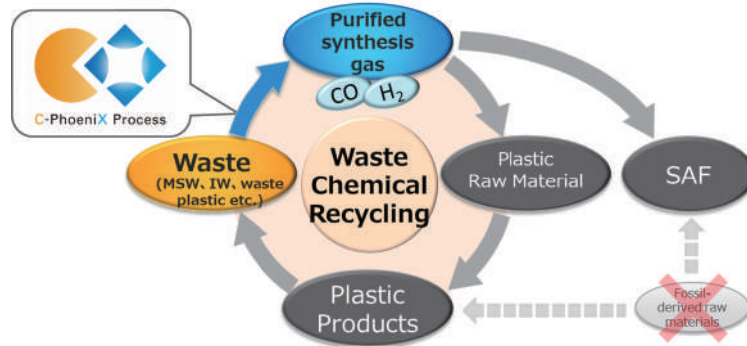 Purified
synthesis
gas
CO
H2
C-PhoeniX Process
Waste
(MSW、IW、waste
plastic etc.)
Waste
Chemical
Recycling
Plastic
Raw Material
SAF
Plastic
Products
Fossil-
derived raw
materials